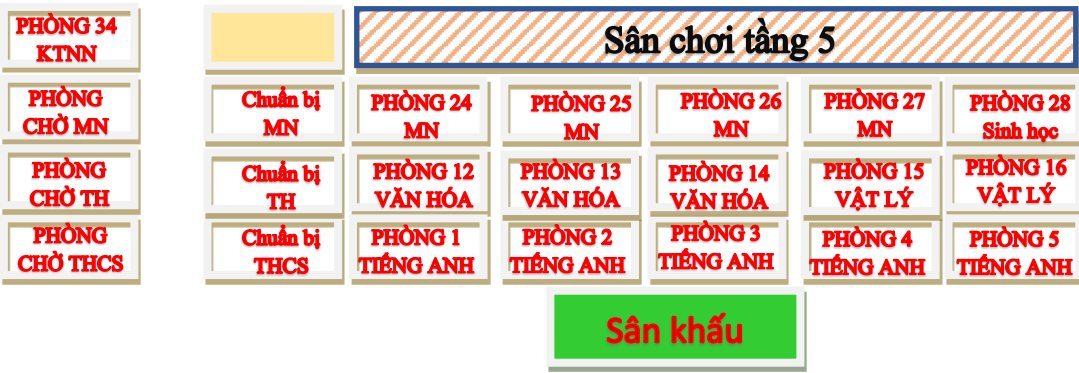 PHÒNG 34
KTNN
Sân chơi tầng 5
PHÒNG
CHỜ MN
Chuẩn bị
MN
PHÒNG 24
MN
PHÒNG 25
MN
PHÒNG 26
MN
PHÒNG 27
MN
PHÒNG 28
Sinh học
PHÒNG
CHỜ TH
Chuẩn bị
TH
PHÒNG 12
VĂN HÓA
PHÒNG 13
VĂN HÓA
PHÒNG 14
VĂN HÓA
PHÒNG 15
VẬT LÝ
PHÒNG 16
VẬT LÝ
PHÒNG
CHỜ THCS
Chuẩn bị
THCS
PHÒNG 1
TIẾNG ANH
PHÒNG 2
TIẾNG ANH
PHÒNG 3
TIẾNG ANH
PHÒNG 4
TIẾNG ANH
PHÒNG 5
TIẾNG ANH
Sân khấu